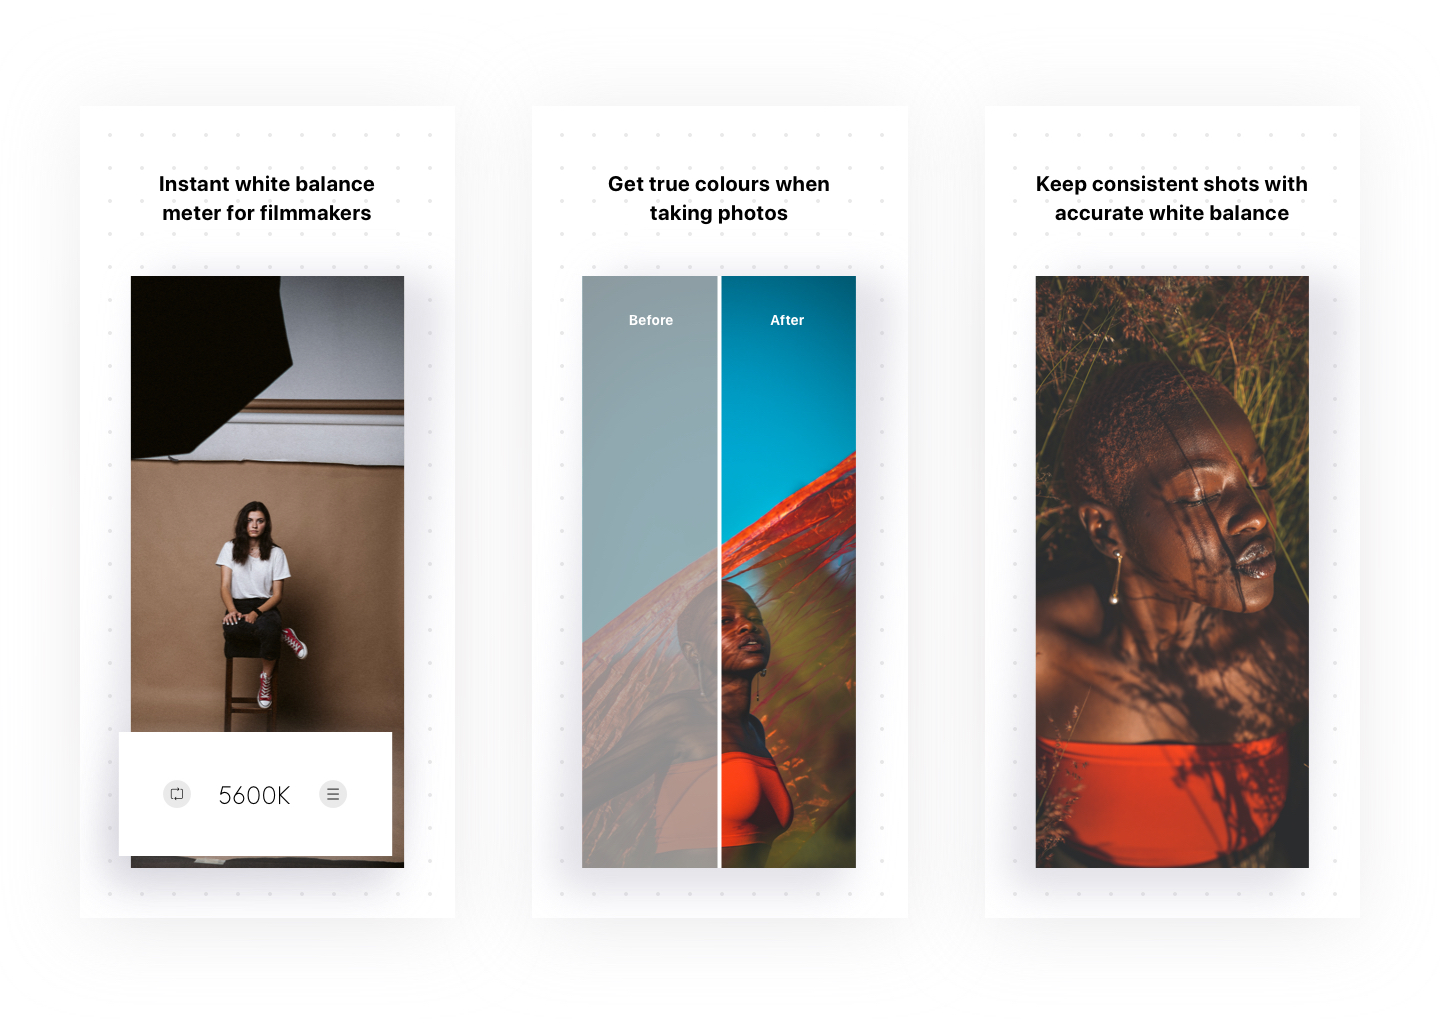 Instant white balance
meter for filmmakers
5600K
Get true colours when
taking photos
Before
After
Keep consistent shots with
accurate white balance